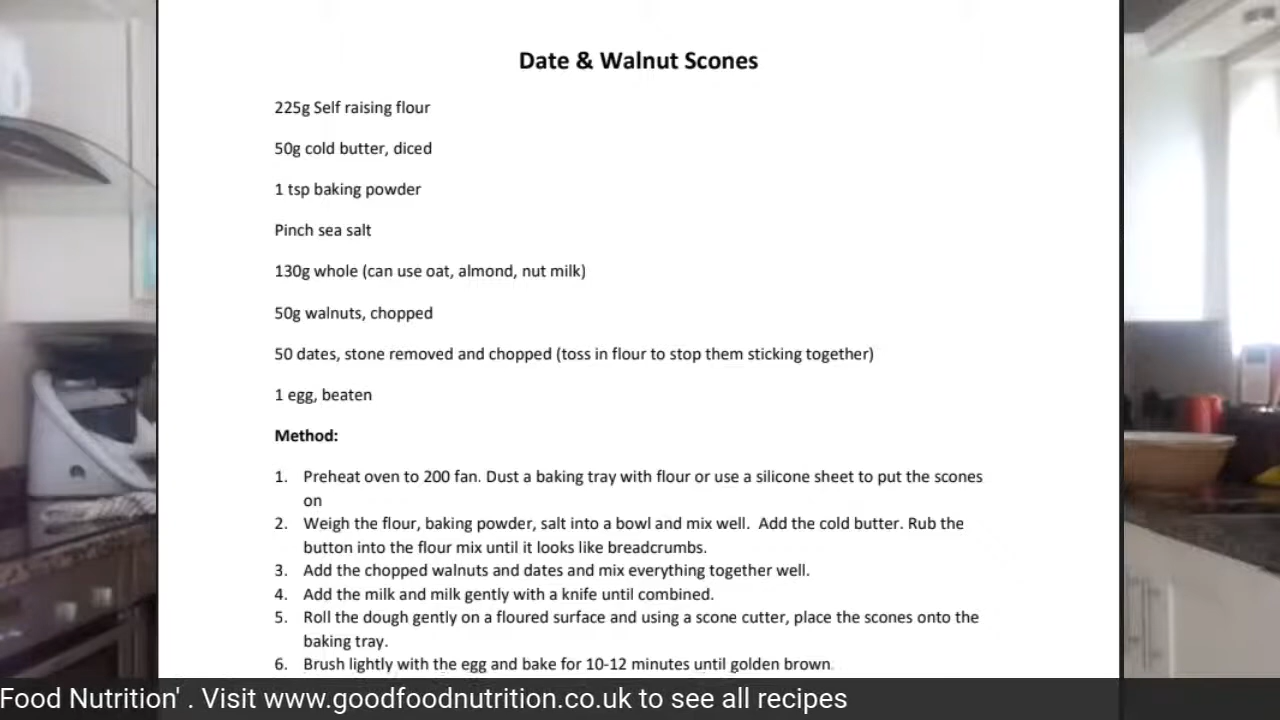 Date & Walnut Scones
225g Self raising flour
50g cold butter, diced
1 tsp baking powder
Pinch sea salt
130g whole (can use oat, almond, nut milk)
50g walnuts, chopped
50 dates, stone removed and chopped (toss in flour to stop them sticking together)
1 egg, beaten
Method:
1. Preheat oven to 200 fan. Dust a baking tray with flour or use a silicone sheet to put the scones
on
2. Weigh the flour, baking powder, salt into a bowl and mix well. Add the cold butter. Rub the
button into the flour mix until it looks like breadcrumbs.
3. Add the chopped walnuts and dates and mix everything together well.
4. Add the milk and milk gently with a knife until combined.
5. Roll the dough gently on a floured surface and using a scone cutter, place the scones onto the
baking tray.
6. Brush lightly with the egg and bake for 10-12 minutes until golden brown.
Food Nutrition' . Visit www.goodfoodnutrition.co.uk to see all recipes